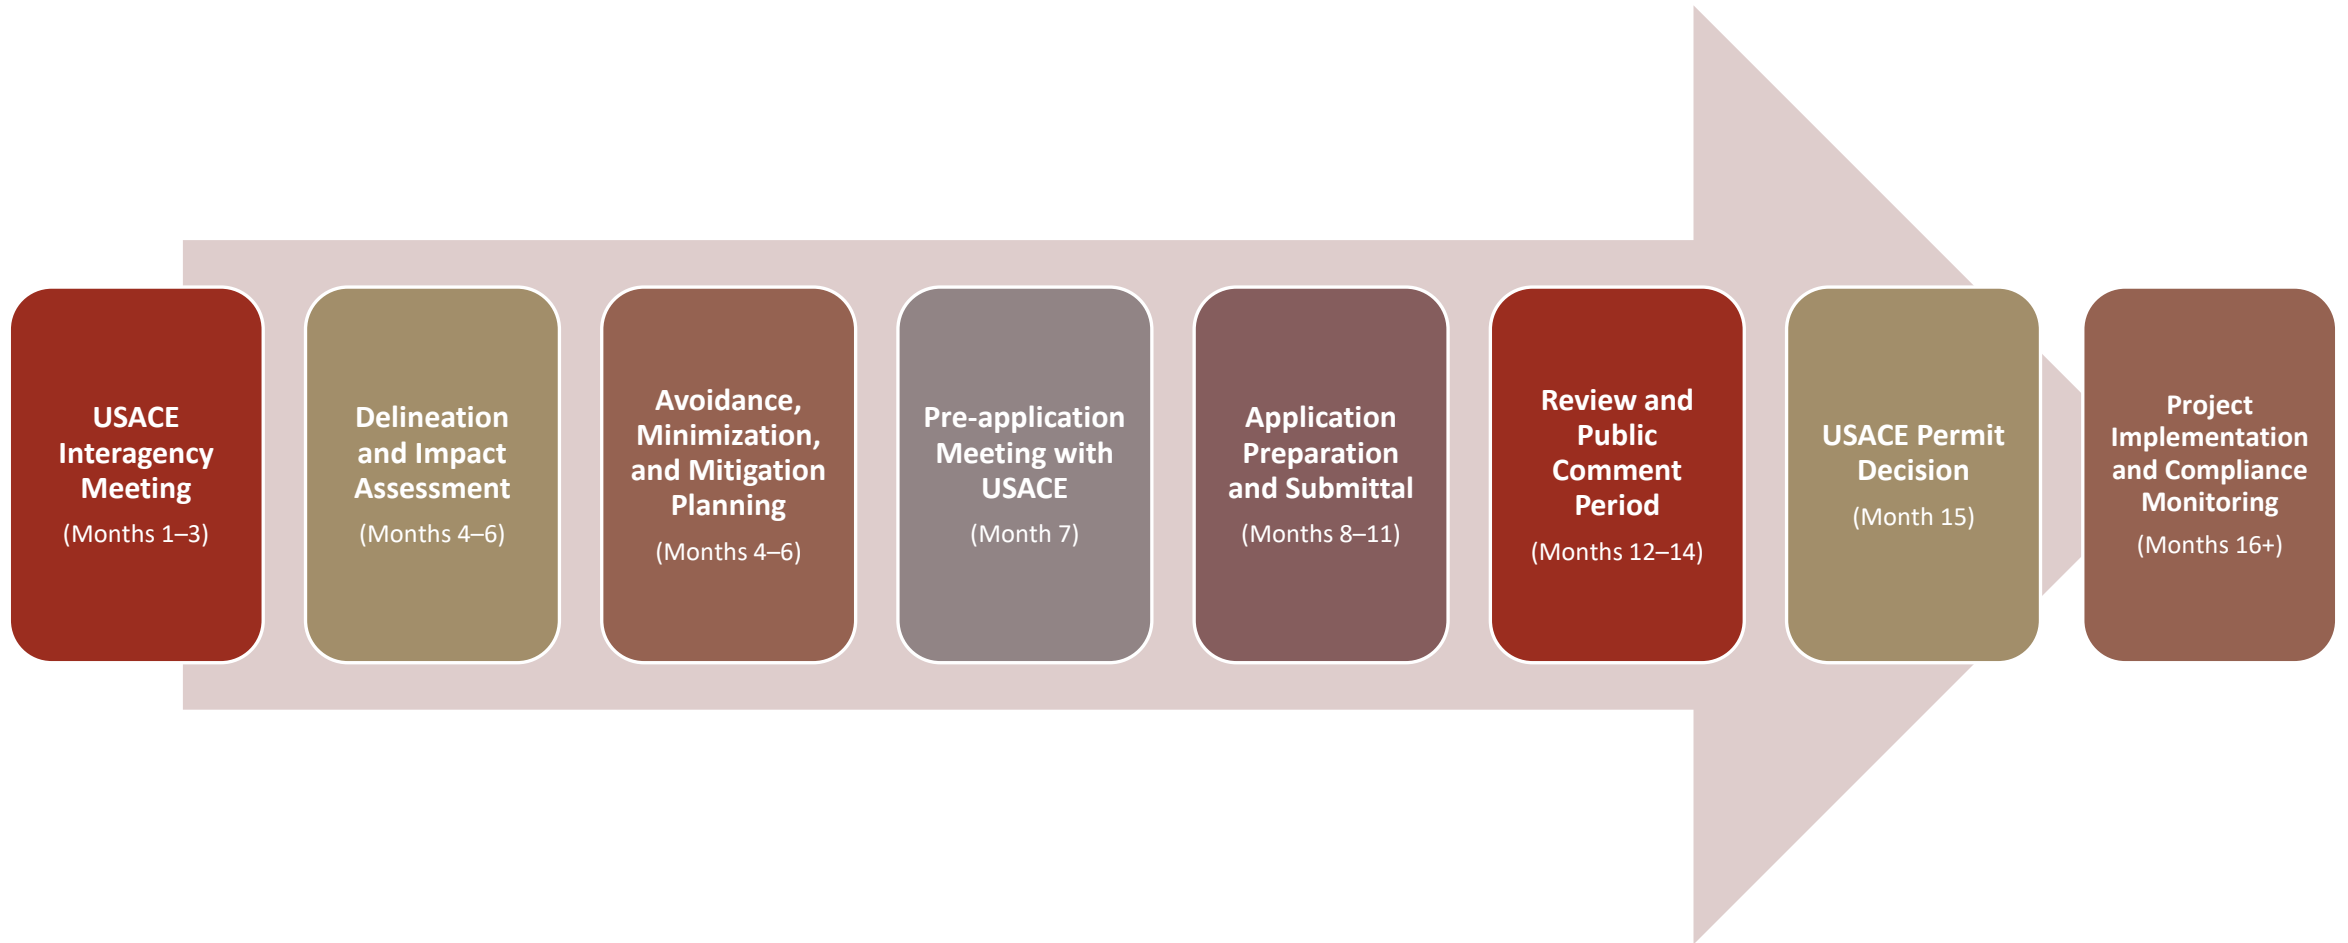 USACE
Interagency
Meeting
(Months 1–3)
Delineation
and Impact
Assessment
(Months 4–6)
Avoidance,
Minimization,
and Mitigation
Planning
(Months 4–6)
Pre-application
Meeting with
USACE
(Month 7)
Application
Preparation
and Submittal
(Months 8–11)
Review and
Public
Comment
Period
(Months 12–14)
USACE Permit
Decision
(Month 15)
Project
Implementation
and Compliance
Monitoring
(Months 16+)